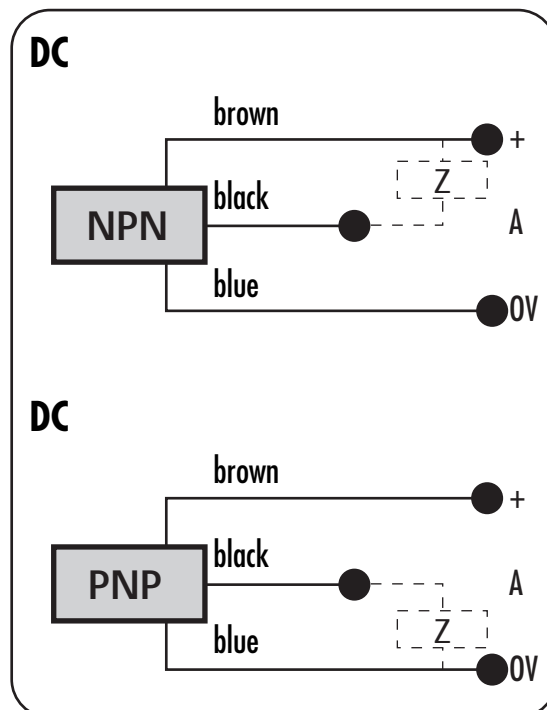 DC
brown
+
Z
black
NPN
A
blue
0V
DC
brown
+
black
PNP
A
Z
blue
0V